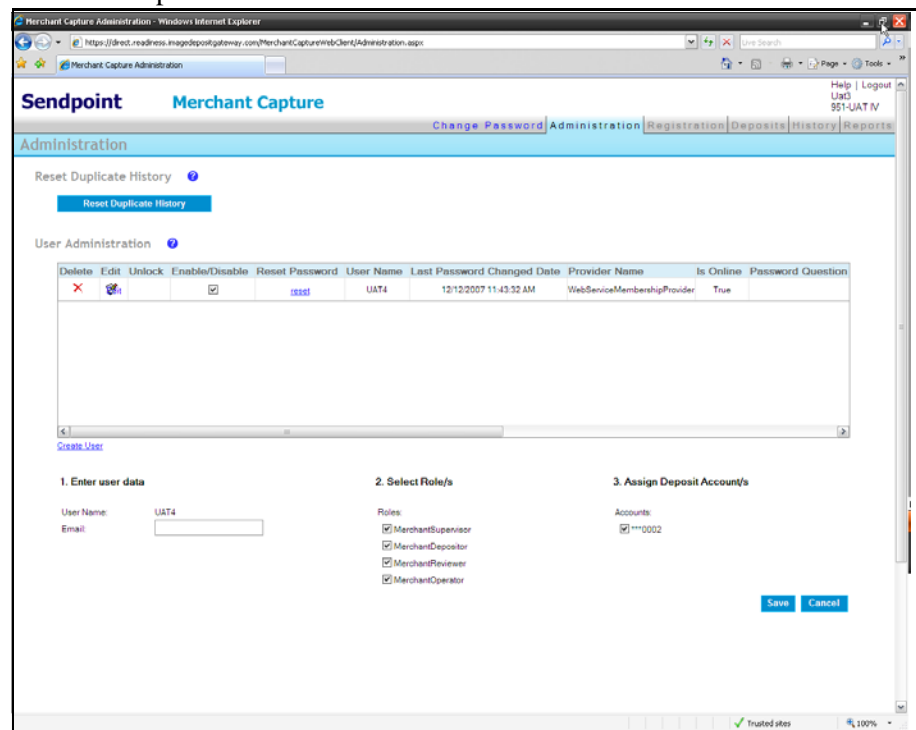 Merchant Capture Administration - Windows Internet Explorer
https://direct.readiness.imagedepositgateway.com/MerchantCaptureWebClient/Administration.aspx Live Search
Merchant Capture Administration Page Tools
Help | Logout
Sendpoint Merchant Capture Uat3
951-UAT IV
Change Password Administration Registration Deposits History Reports
Administration
Reset Duplicate History ?
Reset Duplicate History
User Administration ?
Delete Edit Unlock Enable/Disable Reset Password User Name Last Password Changed Date Provider Name Is Online Password Question
reset UAT4 12/12/2007 11:43:32 AM WebServiceMembershipProvider True
Create User
1. Enter user data 2. Select Role/s 3. Assign Deposit Account/s
User Name: UAT4 Roles: Accounts:
Email: MerchantSupervisor ***0002
MerchantDepositor
MerchantReviewer
MerchantOperator
Save Cancel
Trusted sites 100%